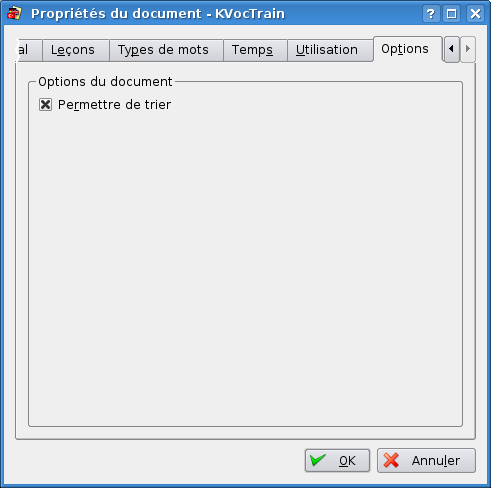 Propriétés du document - KVocTrain
al Leçons Types de mots Temps Utilisation Options
Options du document
Permettre de trier
OK Annuler